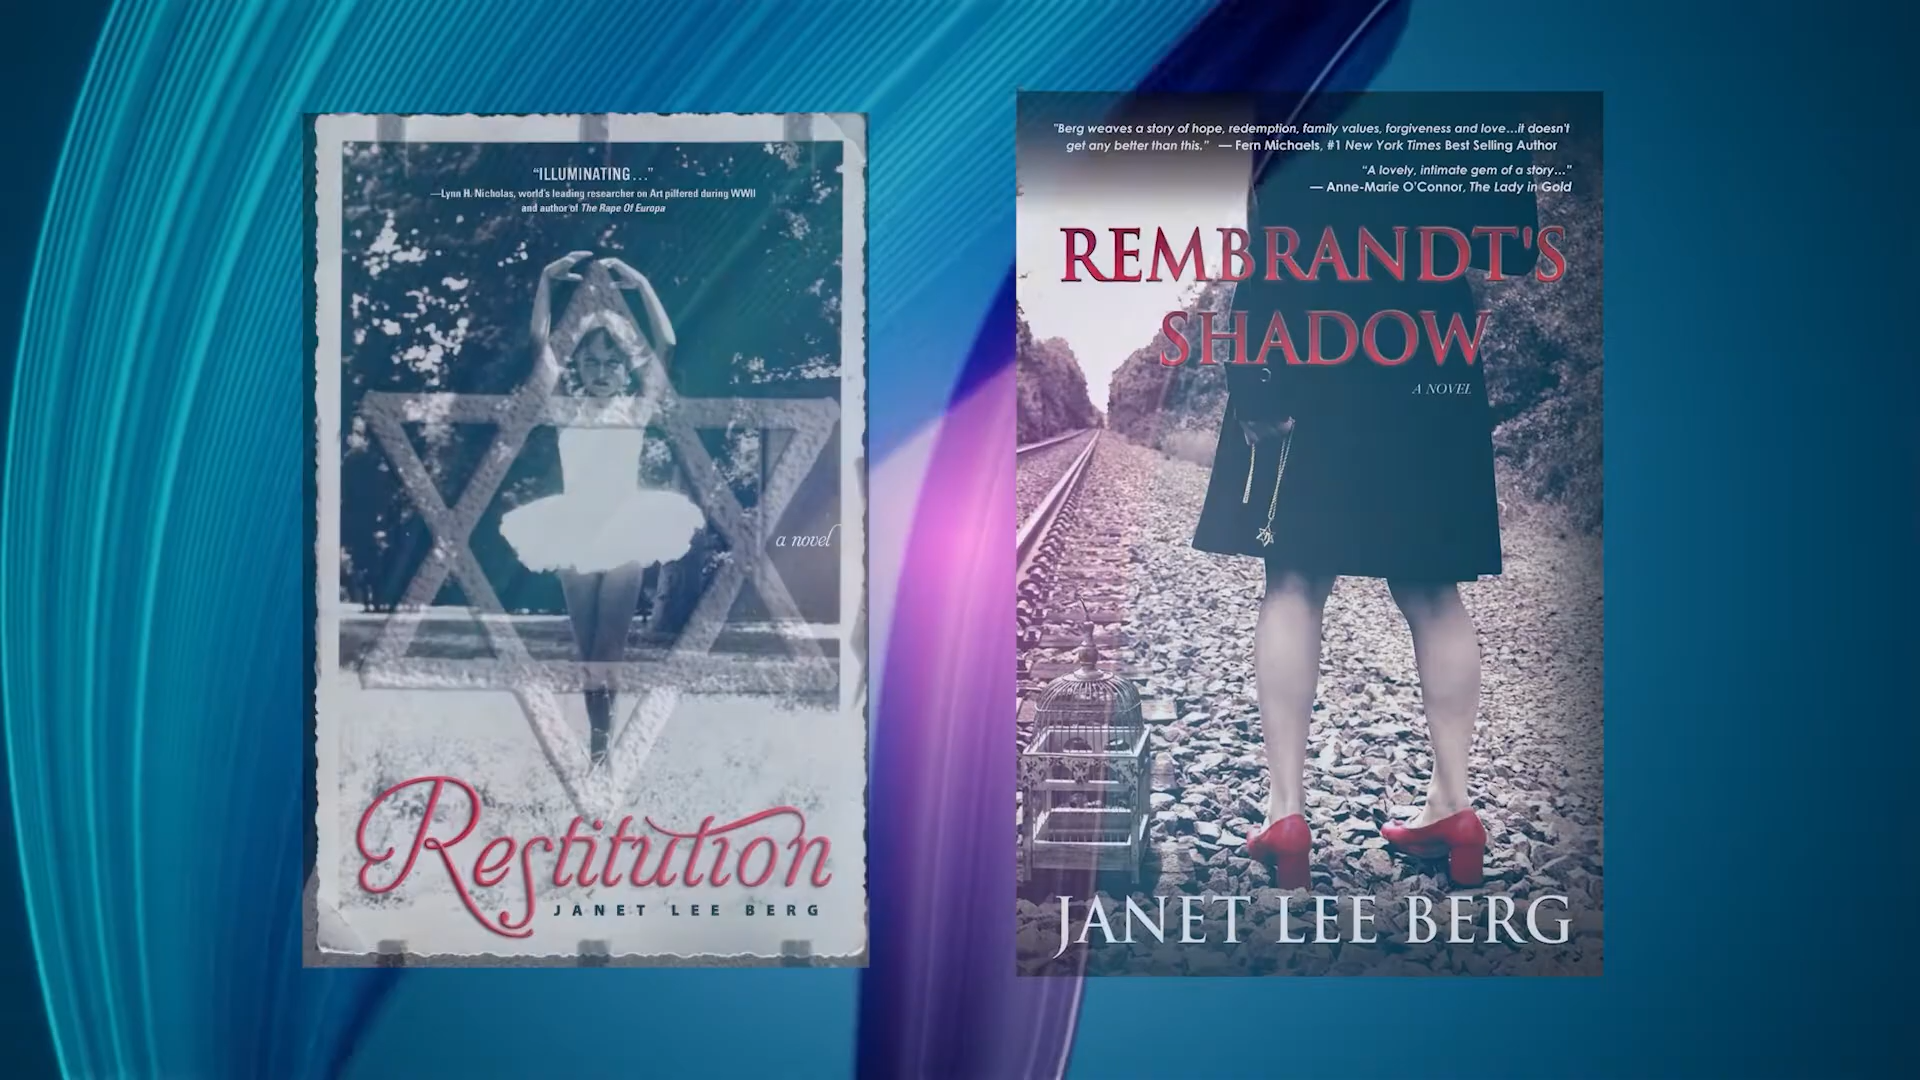 “ILLUMINATING...”
—Lynn H. Nicholas, world's leading researcher on Art pilfered during WWII
and author of The Rape Of Europa
a novel
Restitution
JANET LEE BERG
"Berg weaves a story of hope, redemption, family values, forgiveness and love...it doesn't
get any better than this." — Fern Michaels, #1 New York Times Best Selling Author
“A lovely, intimate gem of a story...”
— Anne-Marie O'Connor, The Lady in Gold
REMBRANDT'S
SHADOW
A NOVEL
JANET LEE BERG